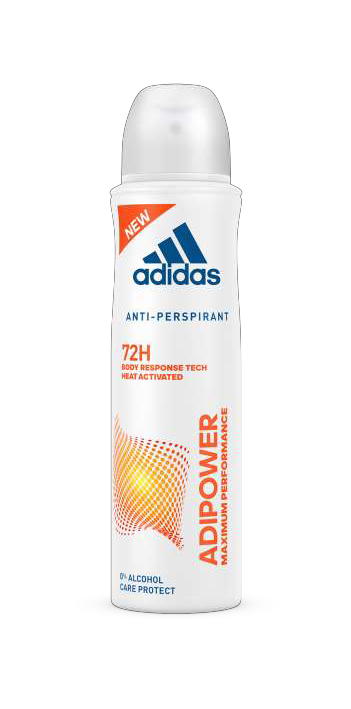 NEW
adidas
ANTI-PERSPIRANT
72H
BODY RESPONSE TECH
HEAT ACTIVATED
ADIPOWER
MAXIMUM PERFORMANCE
0% ALCOHOL
CARE PROTECT